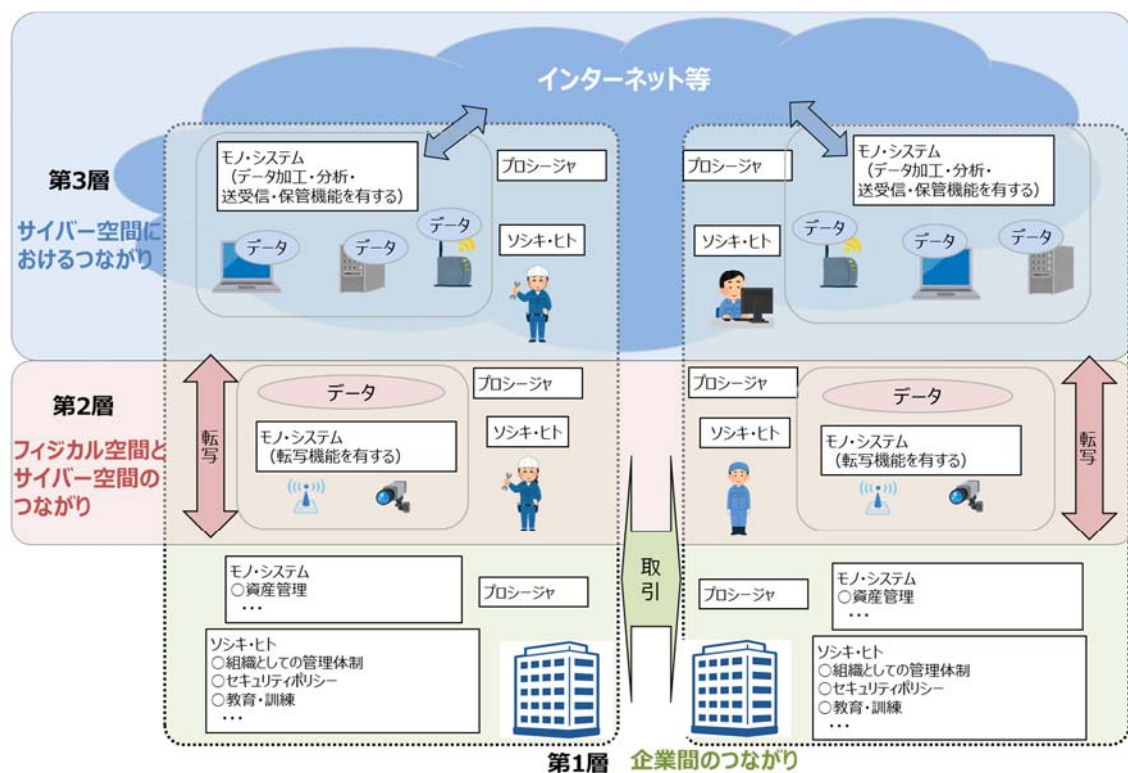 インターネット等
第3層
サイバー空間に
おけるつながり
モノ・システム
(データ加工・分析・
送受信・保管機能を有する)
プロシージャ
ソシキ・ヒト
データ
データ
データ
プロシージャ
ソシキ・ヒト
モノ・システム
(データ加工・分析・
送受信・保管機能を有する)
データ
データ
データ
第2層
フィジカル空間と
サイバー空間の
つながり
転写
データ
モノ・システム
(転写機能を有する)
プロシージャ
ソシキ・ヒト
プロシージャ
ソシキ・ヒト
データ
モノ・システム
(転写機能を有する)
転写
取引
モノ・システム
○資産管理
・・・
プロシージャ
ソシキ・ヒト
○組織としての管理体制
○セキュリティポリシー
○教育・訓練
・・・
プロシージャ
モノ・システム
○資産管理
・・・
ソシキ・ヒト
○組織としての管理体制
○セキュリティポリシー
○教育・訓練
・・・
第1層
企業間のつながり